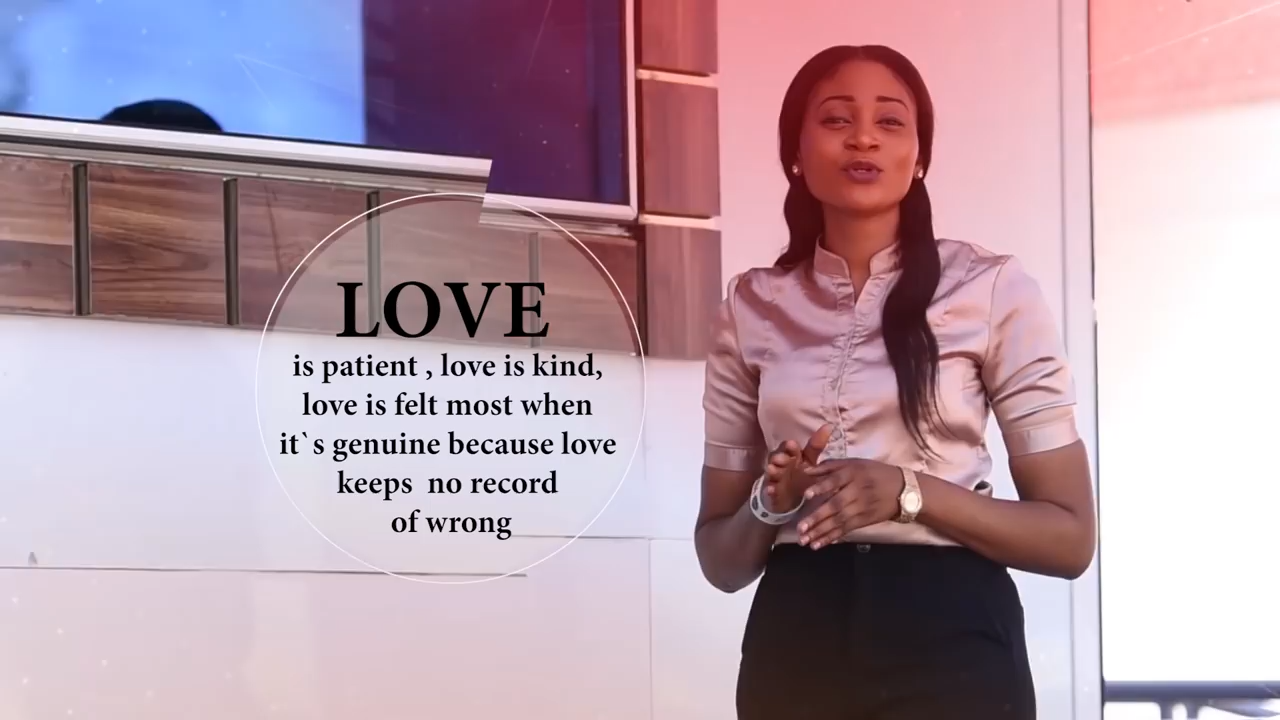 LOVE
is patient , love is kind,
love is felt most when
it`s genuine because love
keeps  no record
of wrong